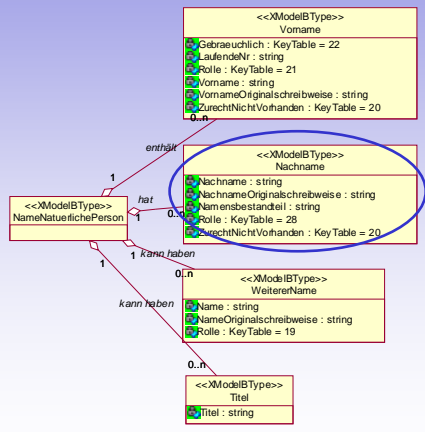 <<XModelBType>>
Vorname
Gebraeuchlich : KeyTable = 22
LaufendeNr : string
Rolle : KeyTable = 21
Vorname : string
VornameOriginalschreibweise : string
ZurechtNichtVorhanden : KeyTable = 20
0..n
enthält
1
<<XModelBType>>
Nachname
Nachname : string
NachnameOriginalschreibweise : string
Namensbestandteil : string
Rolle : KeyTable = 28
ZurechtNichtVorhanden : KeyTable = 20
hat
1
0..n
<<XModelBType>>
NameNatuerlichePerson
1
kann haben
0..n
1
kann haben
<<XModelBType>>
WeitererName
Name : string
NameOriginalschreibweise : string
Rolle : KeyTable = 19
0..n
<<XModelBType>>
Titel
Titel : string